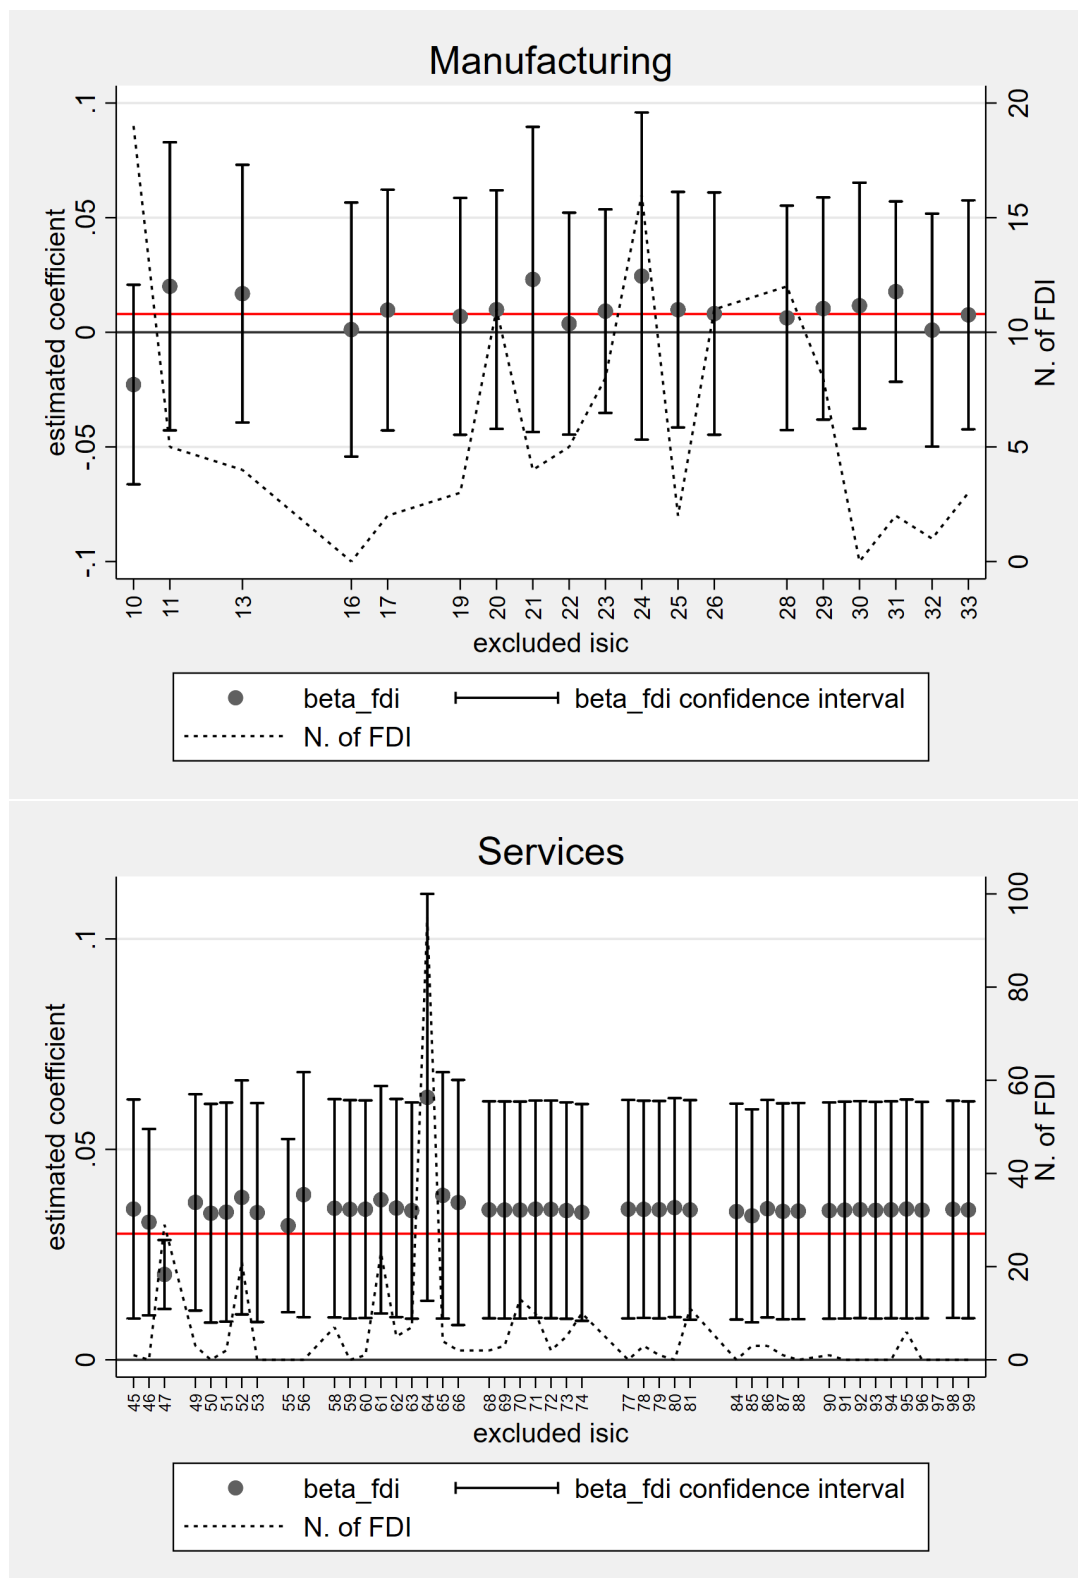 Manufacturing
estimated coefficient
.1
.05
0
-.05
-.1
20
15
10
5
0
N. of FDI
10 11 13 16 17 19 20 21 22 23 24 25 26 28 29 30 31 32 33
excluded isic
beta_fdi beta_fdi confidence interval
N. of FDI
Services
estimated coefficient
.1
.05
0
100
80
60
40
20
0
N. of FDI
45 46 47 49 50 51 52 53 55 56 58 59 60 61 62 63 64 65 66 68 69 70 71 72 73 74 77 78 79 80 81 84 85 86 87 88 90 91 92 93 94 95 96 97 98 99
excluded isic
beta_fdi beta_fdi confidence interval
N. of FDI